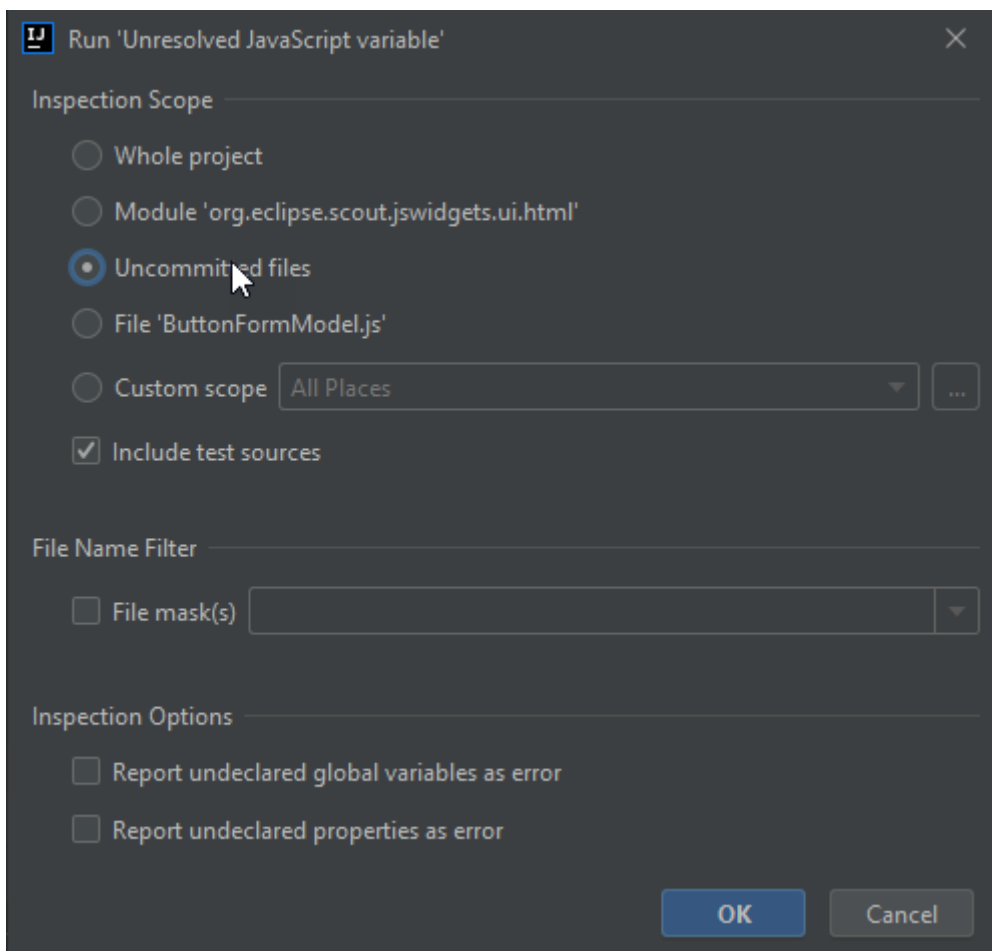 IJ
Run 'Unresolved JavaScript variable'
Inspection Scope
Whole project
Module 'org.eclipse.scout.jswidgets.ui.html'
Uncommitted files
File 'ButtonFormModel.js'
Custom scope All Places ...
Include test sources
File Name Filter
File mask(s)
Inspection Options
Report undeclared global variables as error
Report undeclared properties as error
OK Cancel